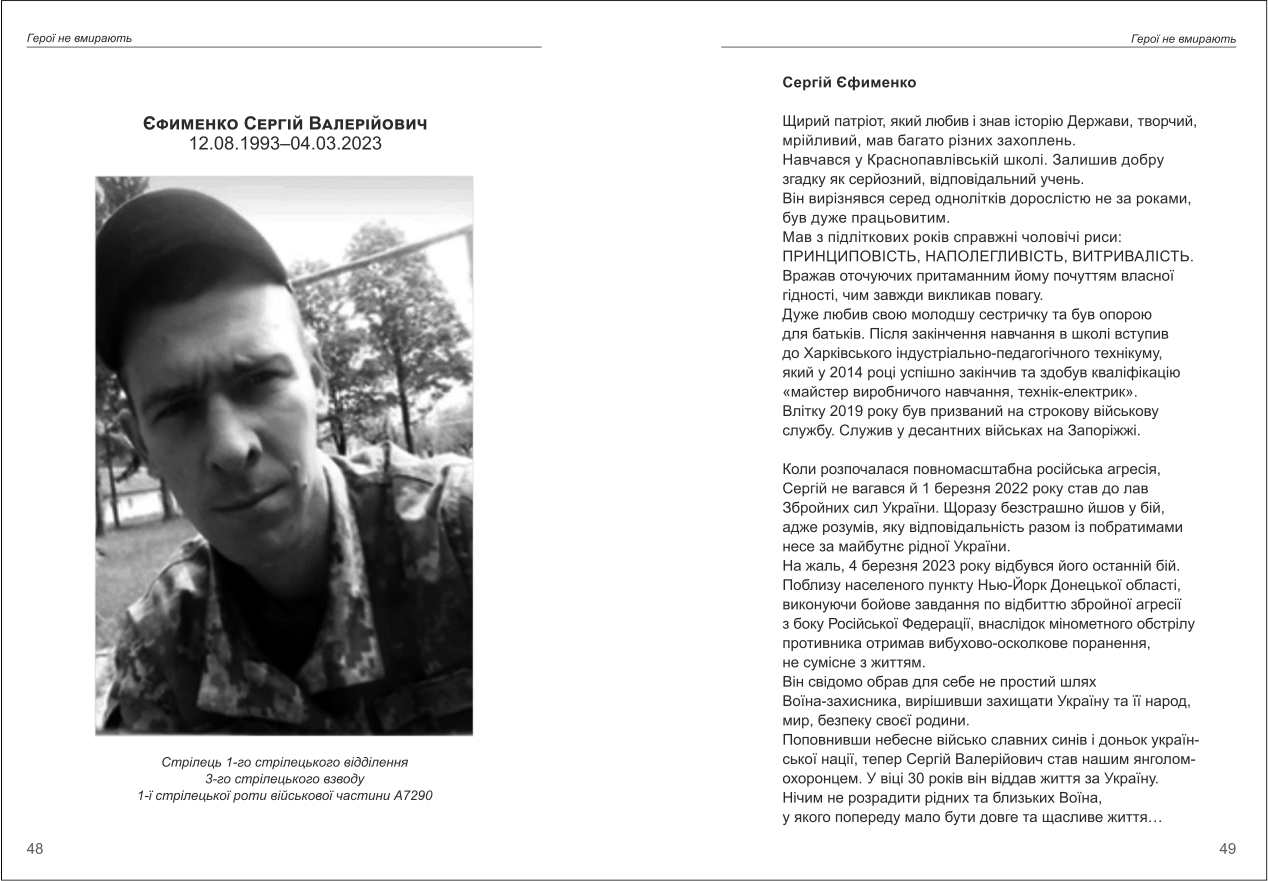 Герої не вмирають
Єфименко Сергій Валерійович
12.08.1993–04.03.2023
Стрілець 1-го стрілецького відділення
3-го стрілецького взводу
1-ї стрілецької роти військової частини А7290
48
Герої не вмирають
Сергій Єфименко
Щирий патріот, який любив і знав історію Держави, творчий,
мрійливий, мав багато різних захоплень.
Навчався у Краснопавлівській школі. Залишив добру
згадку як серйозний, відповідальний учень.
Він вирізнявся серед однолітків дорослістю не за роками,
був дуже працьовитим.
Мав з підліткових років справжні чоловічі риси:
ПРИНЦИПОВІСТЬ, НАПОЛЕГЛИВІСТЬ, ВИТРИВАЛІСТЬ.
Вражав оточуючих притаманним йому почуттям власної
гідності, чим завжди викликав повагу.
Дуже любив свою молодшу сестричку та був опорою
для батьків. Після закінчення навчання в школі вступив
до Харківського індустріально-педагогічного технікуму,
який у 2014 році успішно закінчив та здобув кваліфікацію
«майстер виробничого навчання, технік-електрик».
Влітку 2019 року був призваний на строкову військову
службу. Служив у десантних військах на Запоріжжі.
Коли розпочалася повномасштабна російська агресія,
Сергій не вагався й 1 березня 2022 року став до лав
Збройних сил України. Щоразу безстрашно йшов у бій,
адже розумів, яку відповідальність разом із побратимами
несе за майбутнє рідної України.
На жаль, 4 березня 2023 року відбувся його останній бій.
Поблизу населеного пункту Нью-Йорк Донецької області,
виконуючи бойове завдання по відбиттю збройної агресії
з боку Російської Федерації, внаслідок мінометного обстрілу
противника отримав вибухово-осколкове поранення,
не сумісне з життям.
Він свідомо обрав для себе не простий шлях
Воїна-захисника, вирішивши захищати Україну та її народ,
мир, безпеку своєї родини.
Поповнивши небесне військо славних синів і доньок україн-
ської нації, тепер Сергій Валерійович став нашим янголом-
охоронцем. У віці 30 років він віддав життя за Україну.
Нічим не розрадити рідних та близьких Воїна,
у якого попереду мало бути довге та щасливе життя…
49